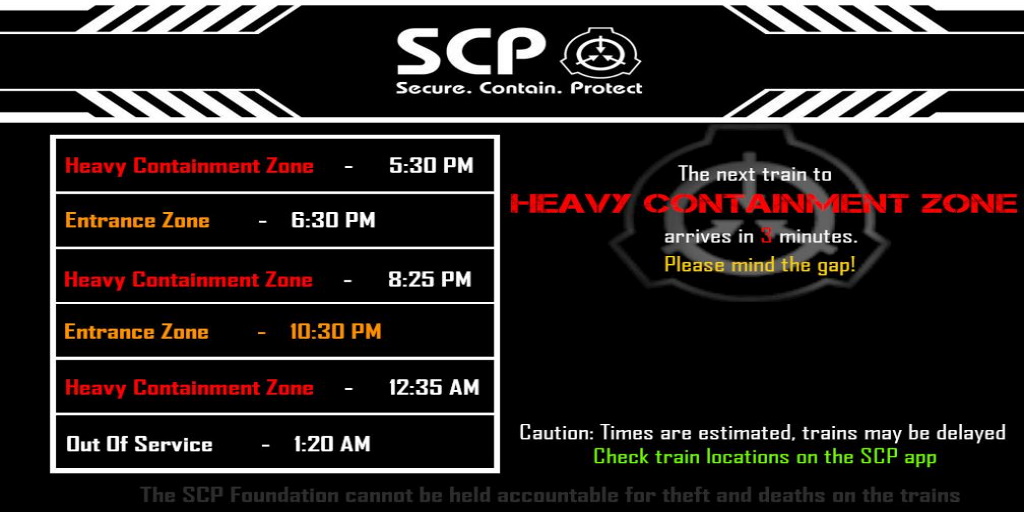 SCP
Secure. Contain. Protect
Heavy Containment Zone - 5:30 PM
Entrance Zone - 6:30 PM
Heavy Containment Zone - 8:25 PM
Entrance Zone - 10:30 PM
Heavy Containment Zone - 12:35 AM
Out Of Service - 1:20 AM
The next train to
HEAVY CONTAINMENT ZONE
arrives in 3 minutes.
Please mind the gap!
Caution: Times are estimated, trains may be delayed
Check train locations on the SCP app
The SCP Foundation cannot be held accountable for theft and deaths on the trains